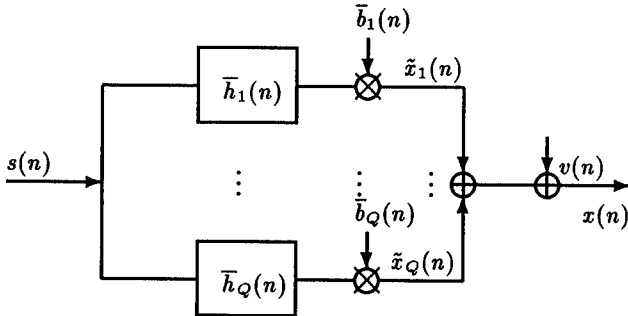 b̅₁(n)
h̅₁(n)
x̃₁(n)
s(n)
v(n)
x(n)
b̅_Q(n)
h̅_Q(n)
x̃_Q(n)